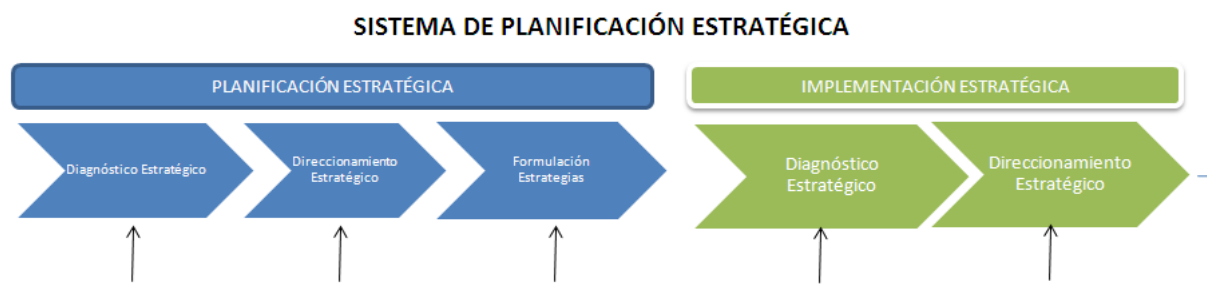 SISTEMA DE PLANIFICACIÓN ESTRATÉGICA
PLANIFICACIÓN ESTRATÉGICA
IMPLEMENTACIÓN ESTRATÉGICA
Diagnóstico Estratégico
Direccionamiento
Estratégico
Formulación
Estrategias
Diagnóstico
Estratégico
Direccionamiento
Estratégico